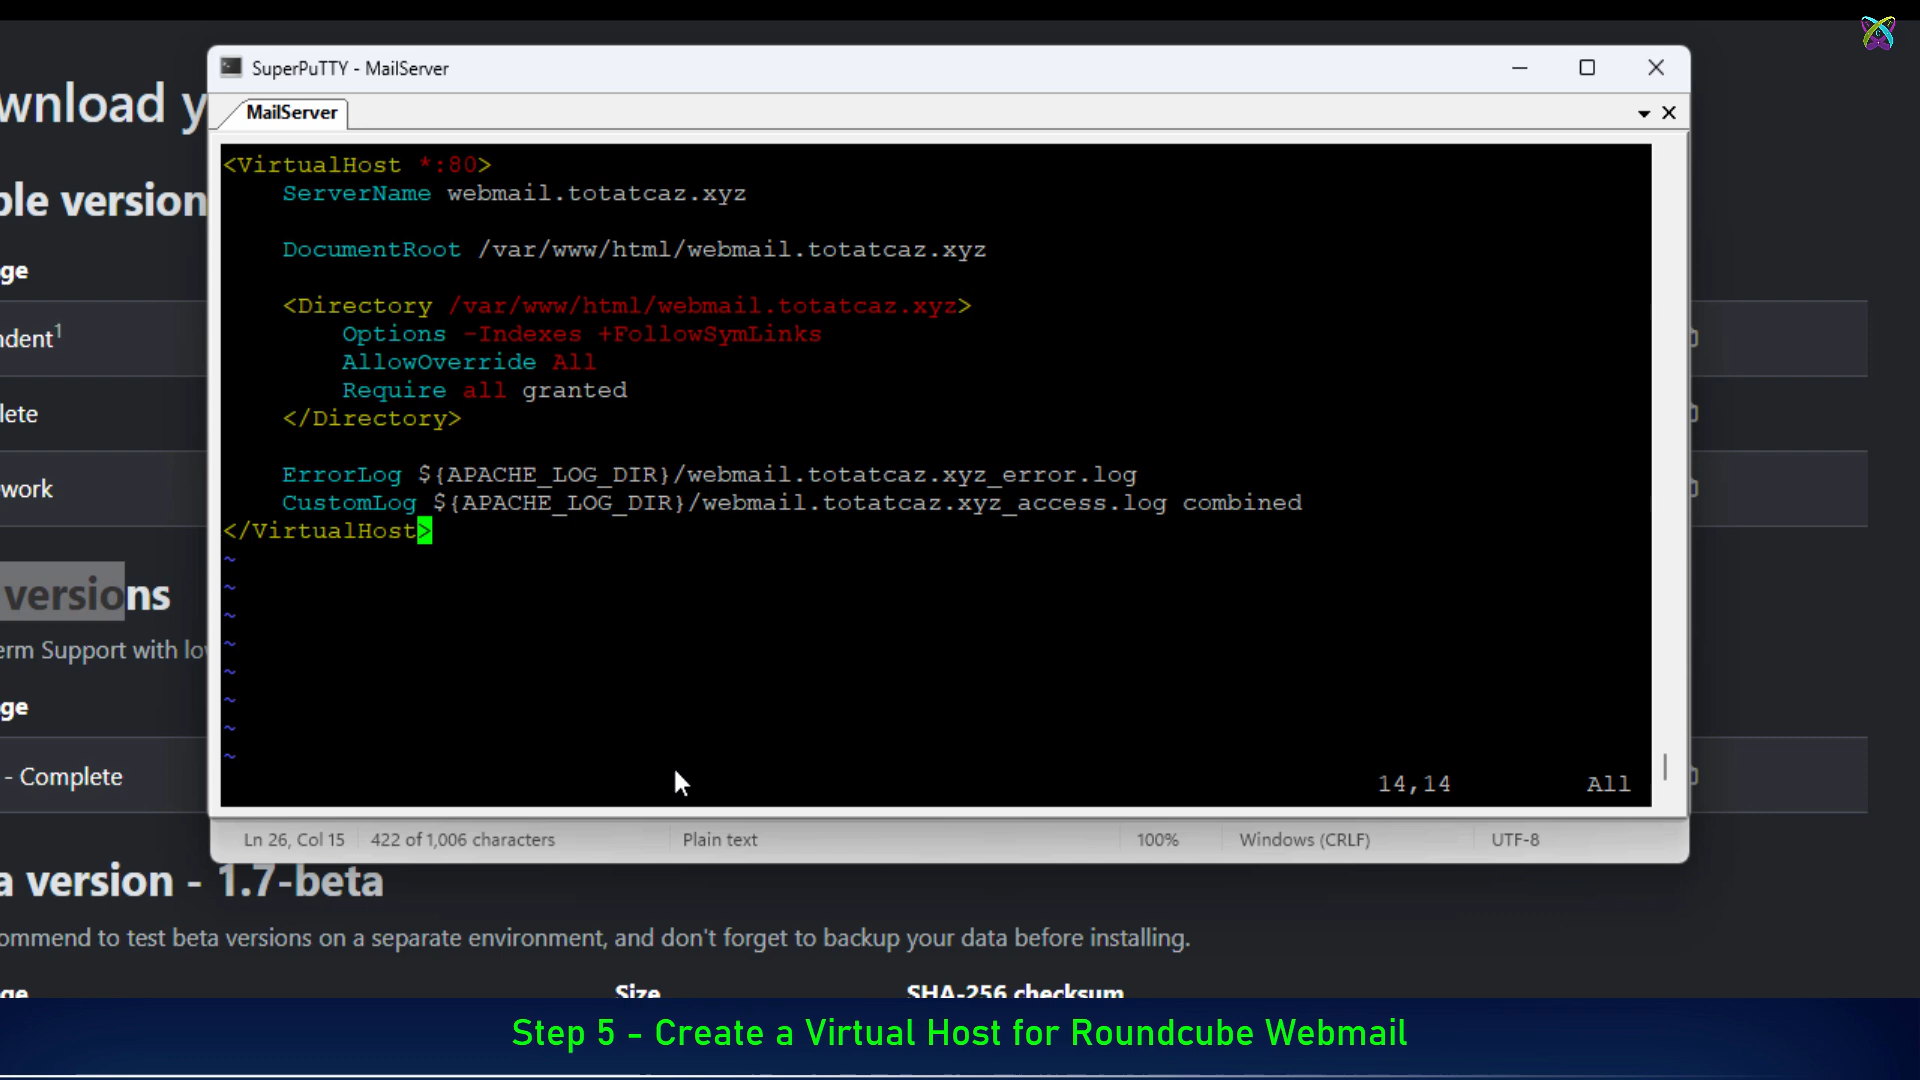 wnload y
SuperPuTTY - MailServer
MailServer
ble version
ge
ndent1
lete
work
versions
erm Support with lo
ge
- Complete
<VirtualHost *:80>
ServerName webmail.totatcaz.xyz
DocumentRoot /var/www/html/webmail.totatcaz.xyz
<Directory /var/www/html/webmail.totatcaz.xyz>
Options -Indexes +FollowSymLinks
AllowOverride All
Require all granted
</Directory>
ErrorLog ${APACHE_LOG_DIR}/webmail.totatcaz.xyz_error.log
CustomLog ${APACHE_LOG_DIR}/webmail.totatcaz.xyz_access.log combined
</VirtualHost>
~
~
~
~
~
~
~
~
14,14 All
Ln 26, Col 15 422 of 1,006 characters Plain text 100% Windows (CRLF) UTF-8
a version - 1.7-beta
ommend to test beta versions on a separate environment, and don't forget to backup your data before installing.
ge Size SHA-256 checksum
Step 5 - Create a Virtual Host for Roundcube Webmail